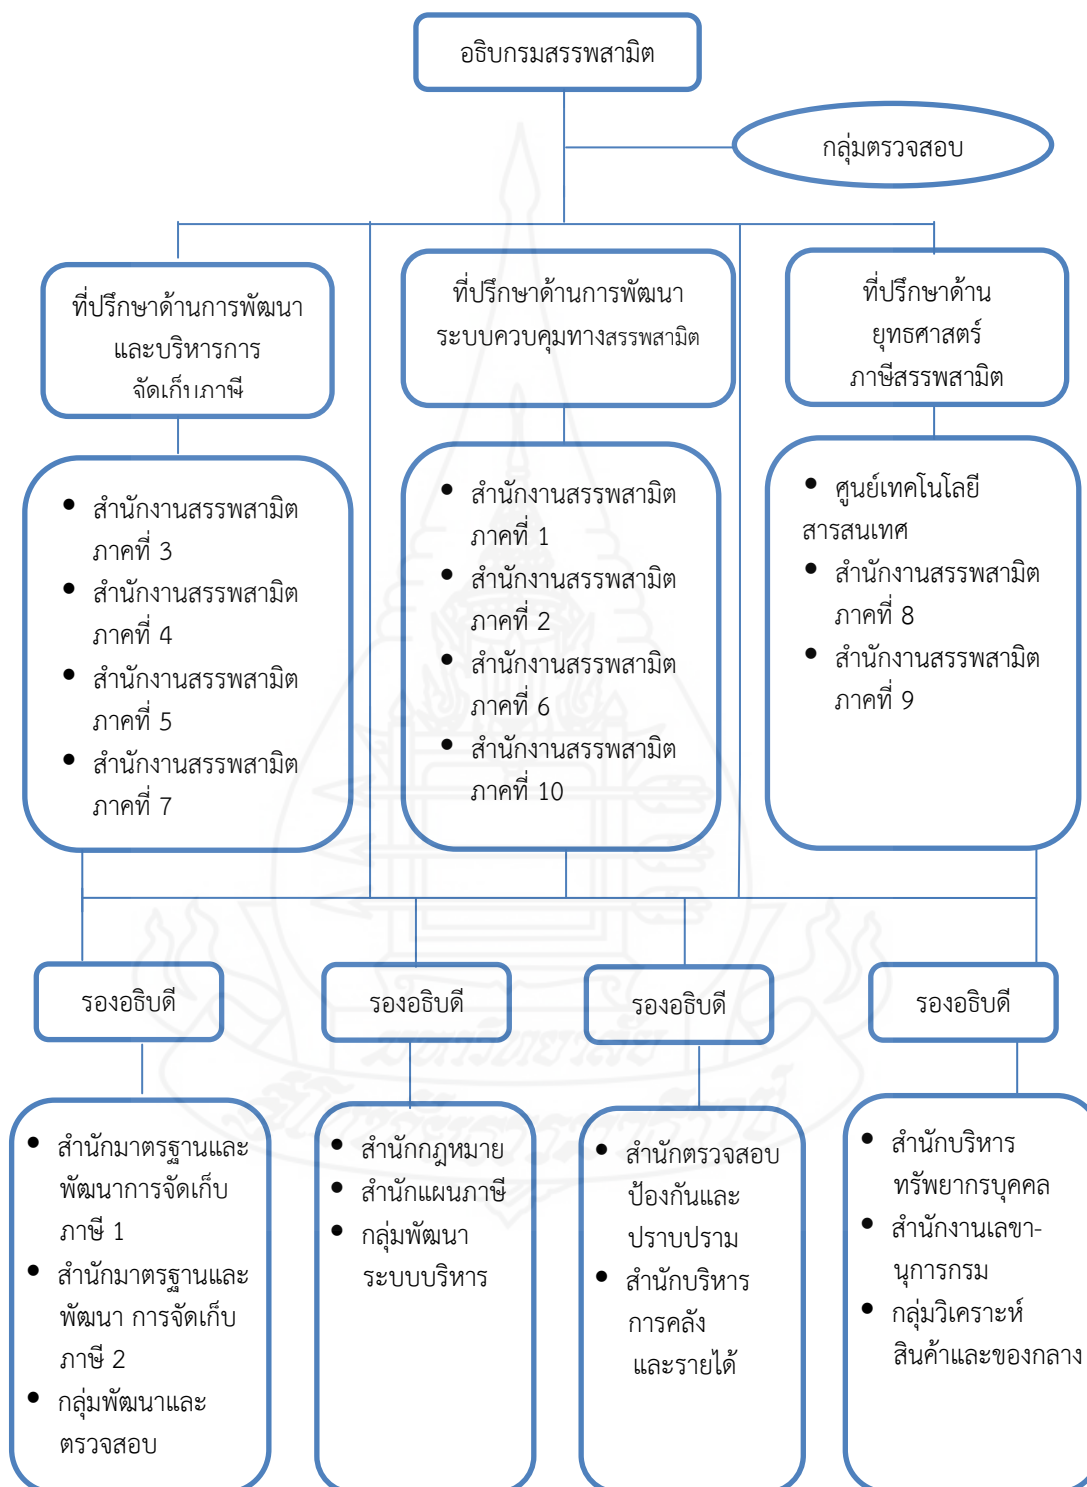 อธิบกรมสรรพสามิต
กลุ่มตรวจสอบ
ที่ปรึกษาด้านการพัฒนา
และบริหารการ
จัดเก็บภาษี
ที่ปรึกษาด้านการพัฒนา
ระบบควบคุมทางสรรพสามิต
ที่ปรึกษาด้าน
ยุทธศาสตร์
ภาษีสรรพสามิต
• สำนักงานสรรพสามิต
ภาคที่ 3
• สำนักงานสรรพสามิต
ภาคที่ 4
• สำนักงานสรรพสามิต
ภาคที่ 5
• สำนักงานสรรพสามิต
ภาคที่ 7
• สำนักงานสรรพสามิต
ภาคที่ 1
• สำนักงานสรรพสามิต
ภาคที่ 2
• สำนักงานสรรพสามิต
ภาคที่ 6
• สำนักงานสรรพสามิต
ภาคที่ 10
• ศูนย์เทคโนโลยี
สารสนเทศ
• สำนักงานสรรพสามิต
ภาคที่ 8
• สำนักงานสรรพสามิต
ภาคที่ 9
รองอธิบดี
รองอธิบดี
รองอธิบดี
รองอธิบดี
มหาวิทยาลัย
สุโขทัยธรรมาธิราช
• สำนักมาตรฐานและ
พัฒนาการจัดเก็บ
ภาษี 1
• สำนักมาตรฐานและ
พัฒนา การจัดเก็บ
ภาษี 2
• กลุ่มพัฒนาและ
ตรวจสอบ
• สำนักกฎหมาย
• สำนักแผนภาษี
• กลุ่มพัฒนา
ระบบบริหาร
• สำนักตรวจสอบ
ป้องกันและ
ปราบปราม
• สำนักบริหาร
การคลัง
และรายได้
• สำนักบริหาร
ทรัพยากรบุคคล
• สำนักงานเลขา-
นุการกรม
• กลุ่มวิเคราะห์
สินค้าและของกลาง